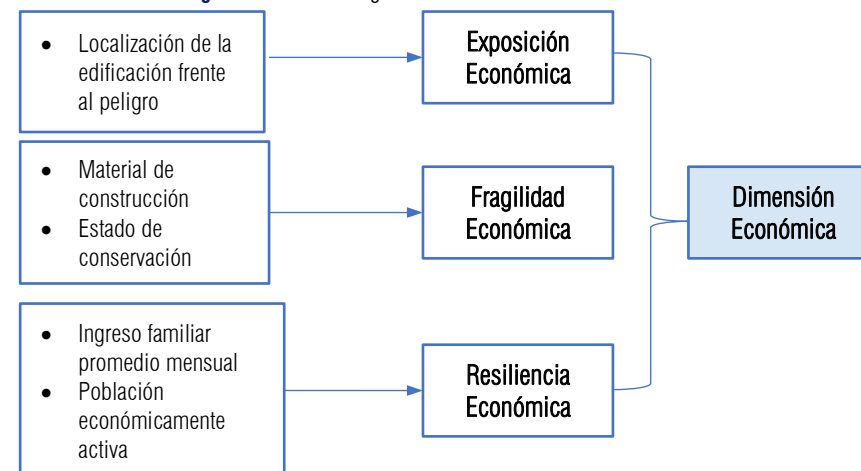 • Localización de la
edificación frente
al peligro
Exposición
Económica
• Material de
construcción
• Estado de
conservación
Fragilidad
Económica
Dimensión
Económica
• Ingreso familiar
promedio mensual
• Población
económicamente
activa
Resiliencia
Económica